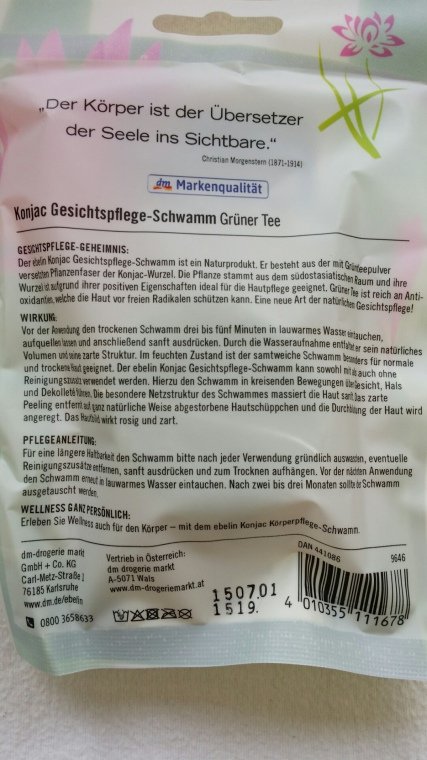 „Der Körper ist der Übersetzer
der Seele ins Sichtbare.“
Christian Morgenstern (1871-1914)
dm Markenqualität
Konjac Gesichtspflege-Schwamm Grüner Tee
GESICHTSPFLEGE-GEHEIMNIS:
Der ebelin Konjac Gesichtspflege-Schwamm ist ein Naturprodukt. Er besteht aus der mit Grünteepulver
versetzten Pflanzenfaser der Konjac-Wurzel. Die Pflanze stammt aus dem südostasiatischen Raum und ihre
Wurzel ist aufgrund ihrer positiven Eigenschaften ideal für die Hautpflege geeignet. Grüner Tee ist reich an Anti-
oxidanten, welche die Haut vor freien Radikalen schützen kann. Eine neue Art der natürlichen Gesichtspflege!
WIRKUNG:
Vor der Anwendung den trockenen Schwamm drei bis fünf Minuten in lauwarmes Wasser eintauchen,
aufquellen lassen und anschließend sanft ausdrücken. Durch die Wasseraufnahme entfaltet er sein natürliches
Volumen und seine zarte Struktur. Im feuchten Zustand ist der samtweiche Schwamm besonders für normale
und trockene Haut geeignet. Der ebelin Konjac Gesichtspflege-Schwamm kann sowohl mit als auch ohne
Reinigungszusatz verwendet werden. Hierzu den Schwamm in kreisenden Bewegungen über Gesicht, Hals
und Dekolleté führen. Die besondere Netzstruktur des Schwammes massiert die Haut sanft. Das zarte
Peeling entfernt auf ganz natürliche Weise abgestorbene Hautschüppchen und die Durchblutung der Haut wird
angeregt. Das Hautbild wirkt rosig und zart.
PFLEGEANLEITUNG:
Für eine längere Haltbarkeit den Schwamm bitte nach jeder Verwendung gründlich auswaschen, eventuelle
Reinigungszusätze entfernen, sanft ausdrücken und zum Trocknen aufhängen. Vor der nächsten Anwendung
den Schwamm erneut in lauwarmes Wasser eintauchen. Nach zwei bis drei Monaten sollte der Schwamm
ausgetauscht werden.
WELLNESS GANZ PERSÖNLICH:
Erleben Sie Wellness auch für den Körper – mit dem ebelin Konjac Körperpflege-Schwamm.
dm-drogerie markt
GmbH + Co. KG
Carl-Metz-Straße 1
76185 Karlsruhe
www.dm.de/ebelin
0800 3658633
Vertrieb in Österreich:
dm drogerie markt
A-5071 Wals
www.dm-drogeriemarkt.at
150701
1519.
DAN 441086
9646
4 010355 111678